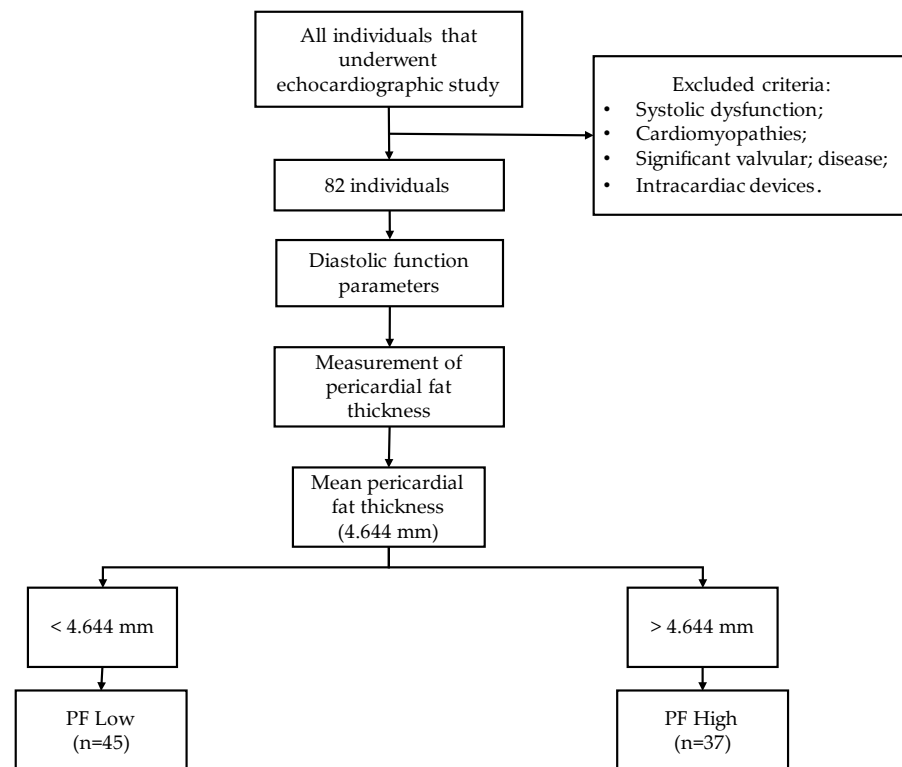 All individuals that
underwent
echocardiographic study
Excluded criteria:
• Systolic dysfunction;
• Cardiomyopathies;
• Significant valvular; disease;
• Intracardiac devices.
82 individuals
Diastolic function
parameters
Measurement of
pericardial fat
thickness
Mean pericardial
fat thickness
(4.644 mm)
< 4.644 mm
> 4.644 mm
PF Low
(n=45)
PF High
(n=37)